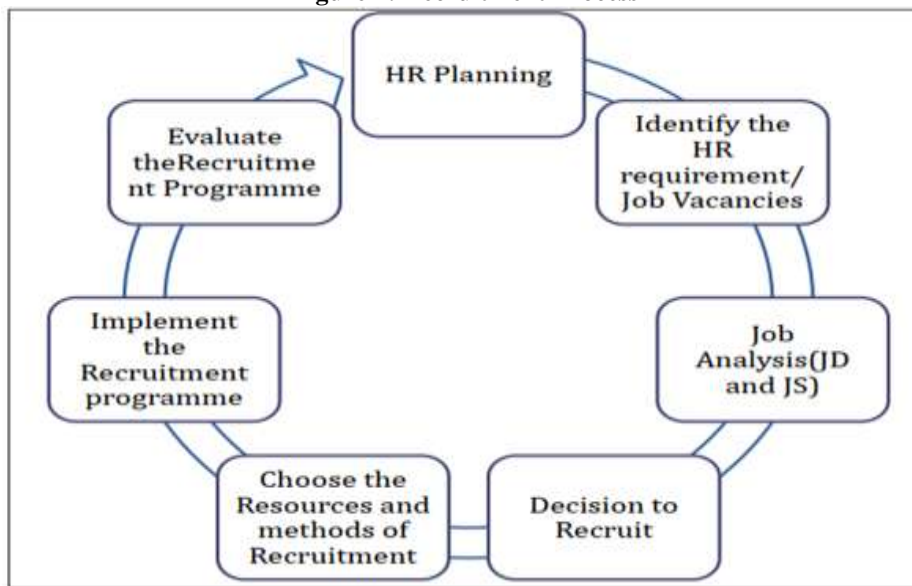 HR Planning
Identify the
HR
requirement/
Job Vacancies
Job
Analysis(JD
and JS)
Decision to
Recruit
Choose the
Resources and
methods of
Recruitment
Implement
the
Recruitment
programme
Evaluate
theRecruitme
nt Programme